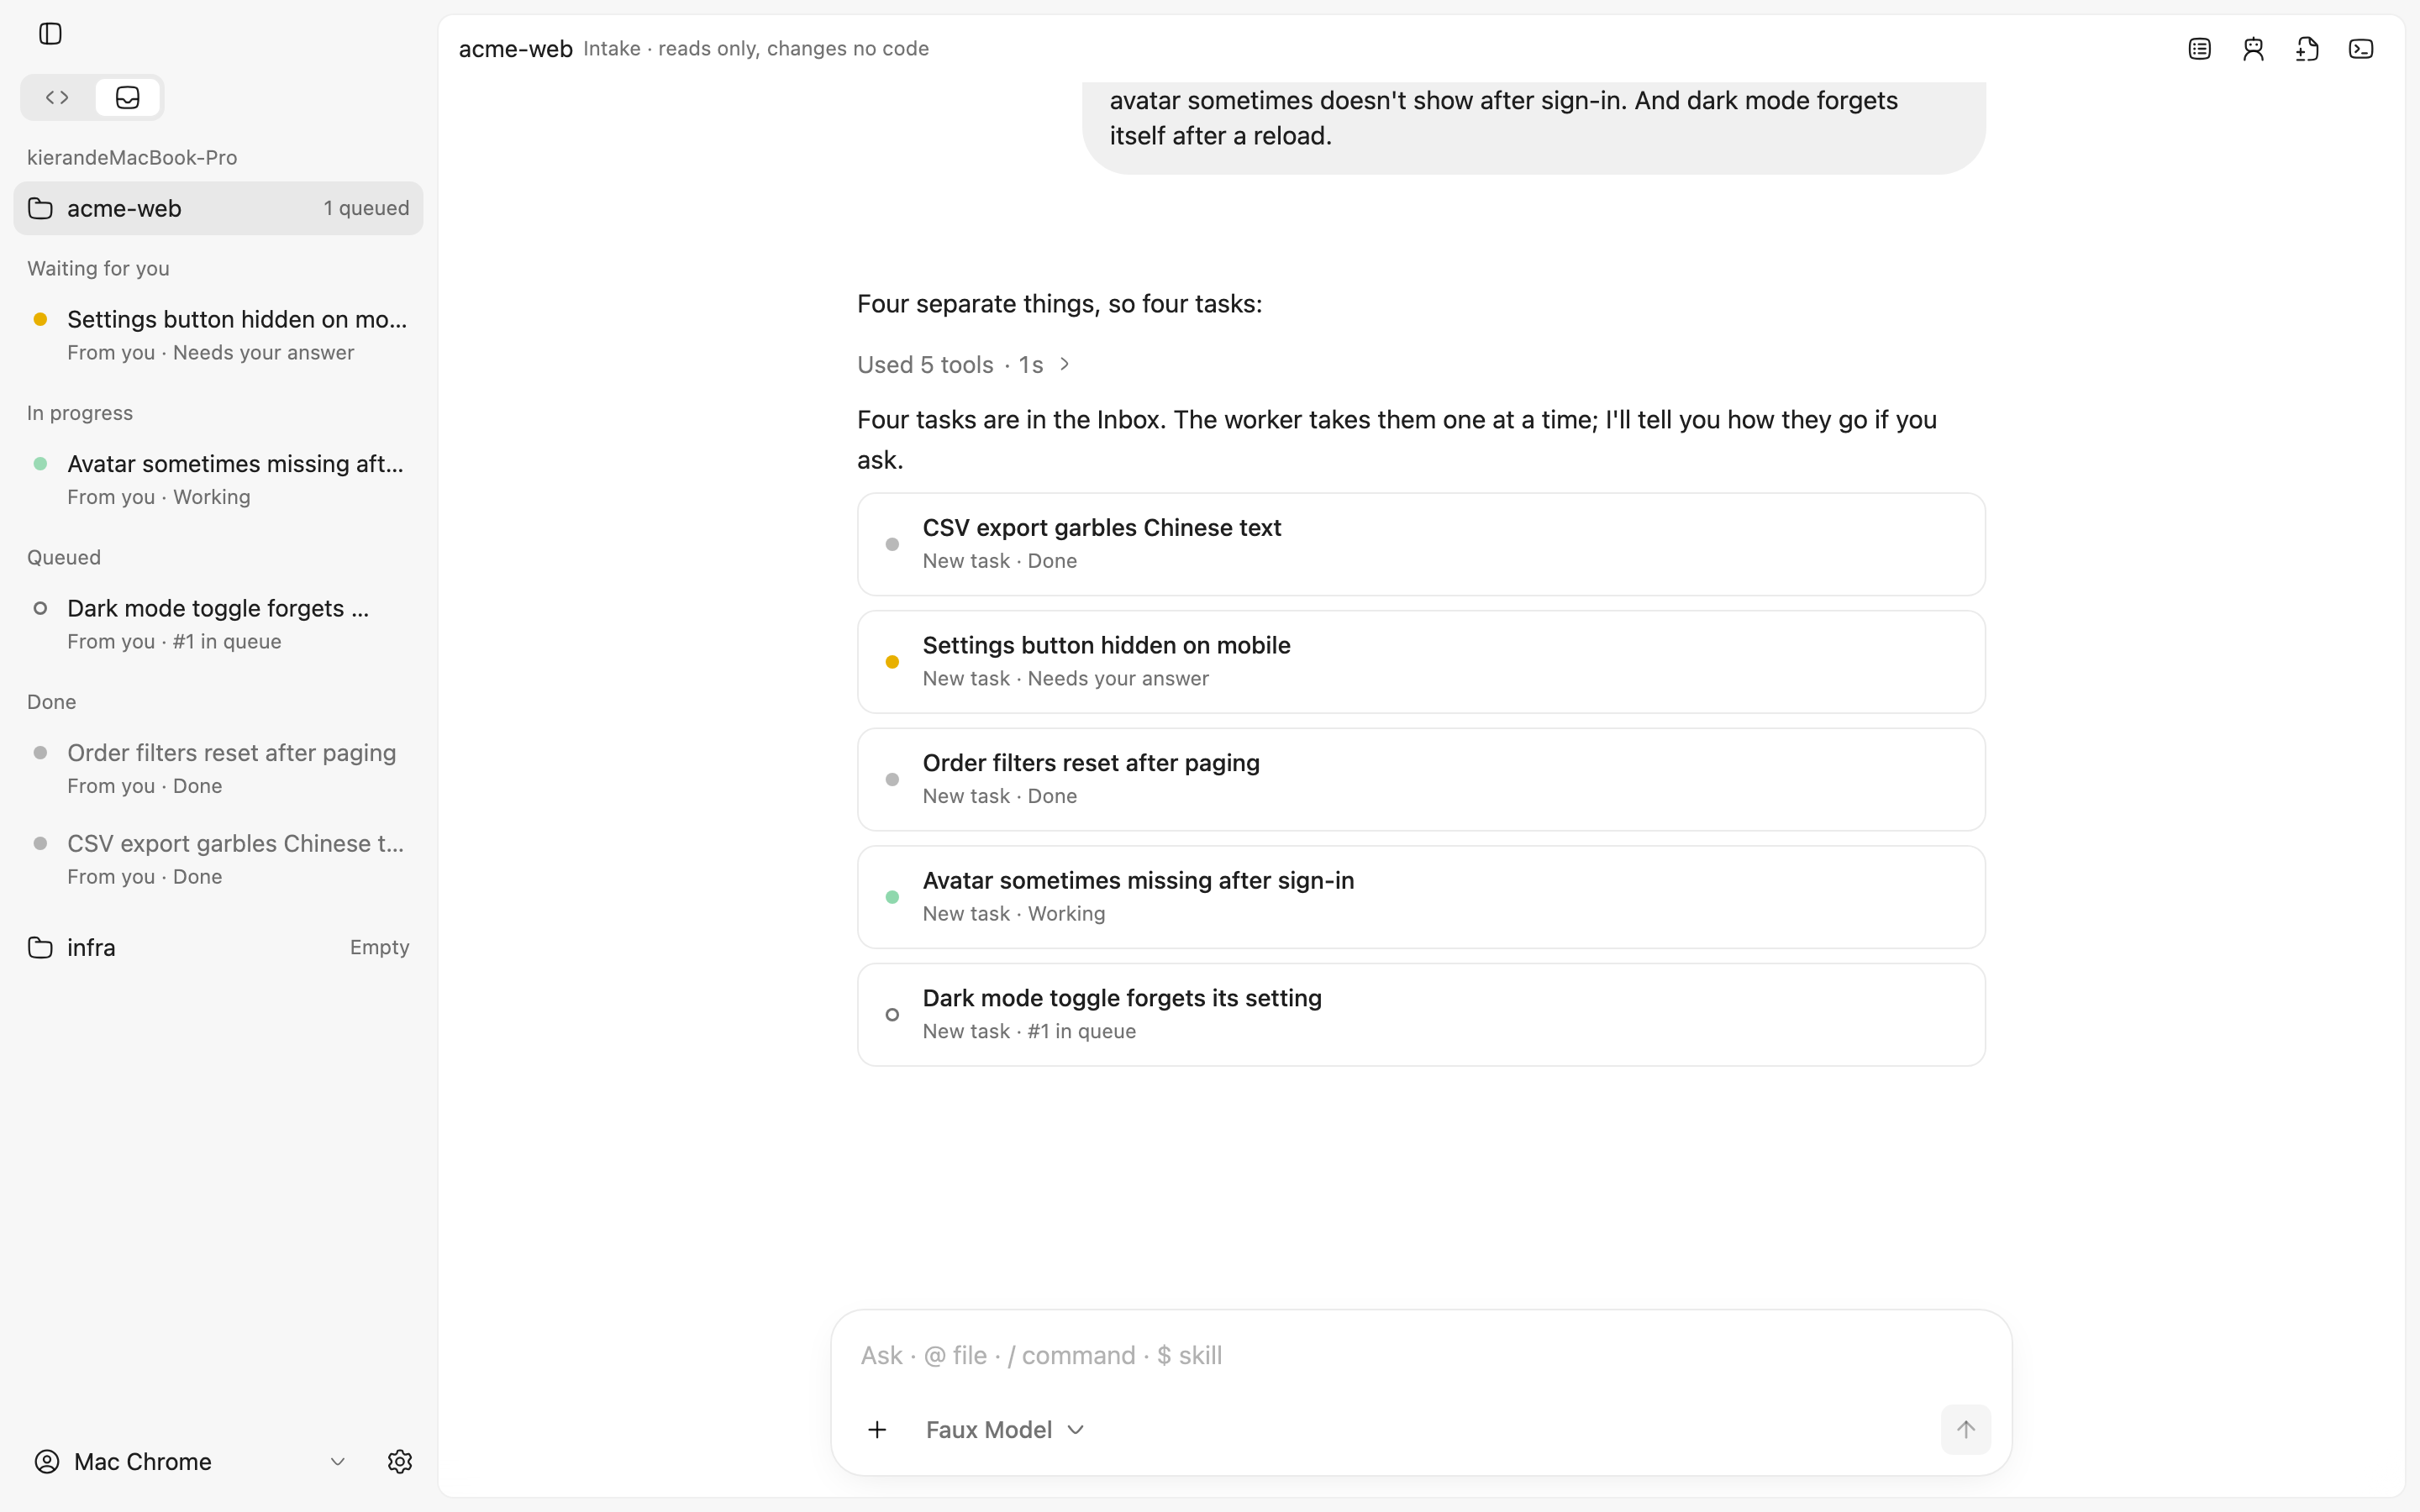 kierandeMacBook-Pro
acme-web
1 queued
Waiting for you
Settings button hidden on mo...
From you · Needs your answer
In progress
Avatar sometimes missing aft...
From you · Working
Queued
Dark mode toggle forgets ...
From you · #1 in queue
Done
Order filters reset after paging
From you · Done
CSV export garbles Chinese t...
From you · Done
infra
Empty
Mac Chrome
acme-web Intake · reads only, changes no code
avatar sometimes doesn't show after sign-in. And dark mode forgets
itself after a reload.
Four separate things, so four tasks:
Used 5 tools · 1s
Four tasks are in the Inbox. The worker takes them one at a time; I'll tell you how they go if you
ask.
CSV export garbles Chinese text
New task · Done
Settings button hidden on mobile
New task · Needs your answer
Order filters reset after paging
New task · Done
Avatar sometimes missing after sign-in
New task · Working
Dark mode toggle forgets its setting
New task · #1 in queue
Ask · @ file · / command · $ skill
Faux Model